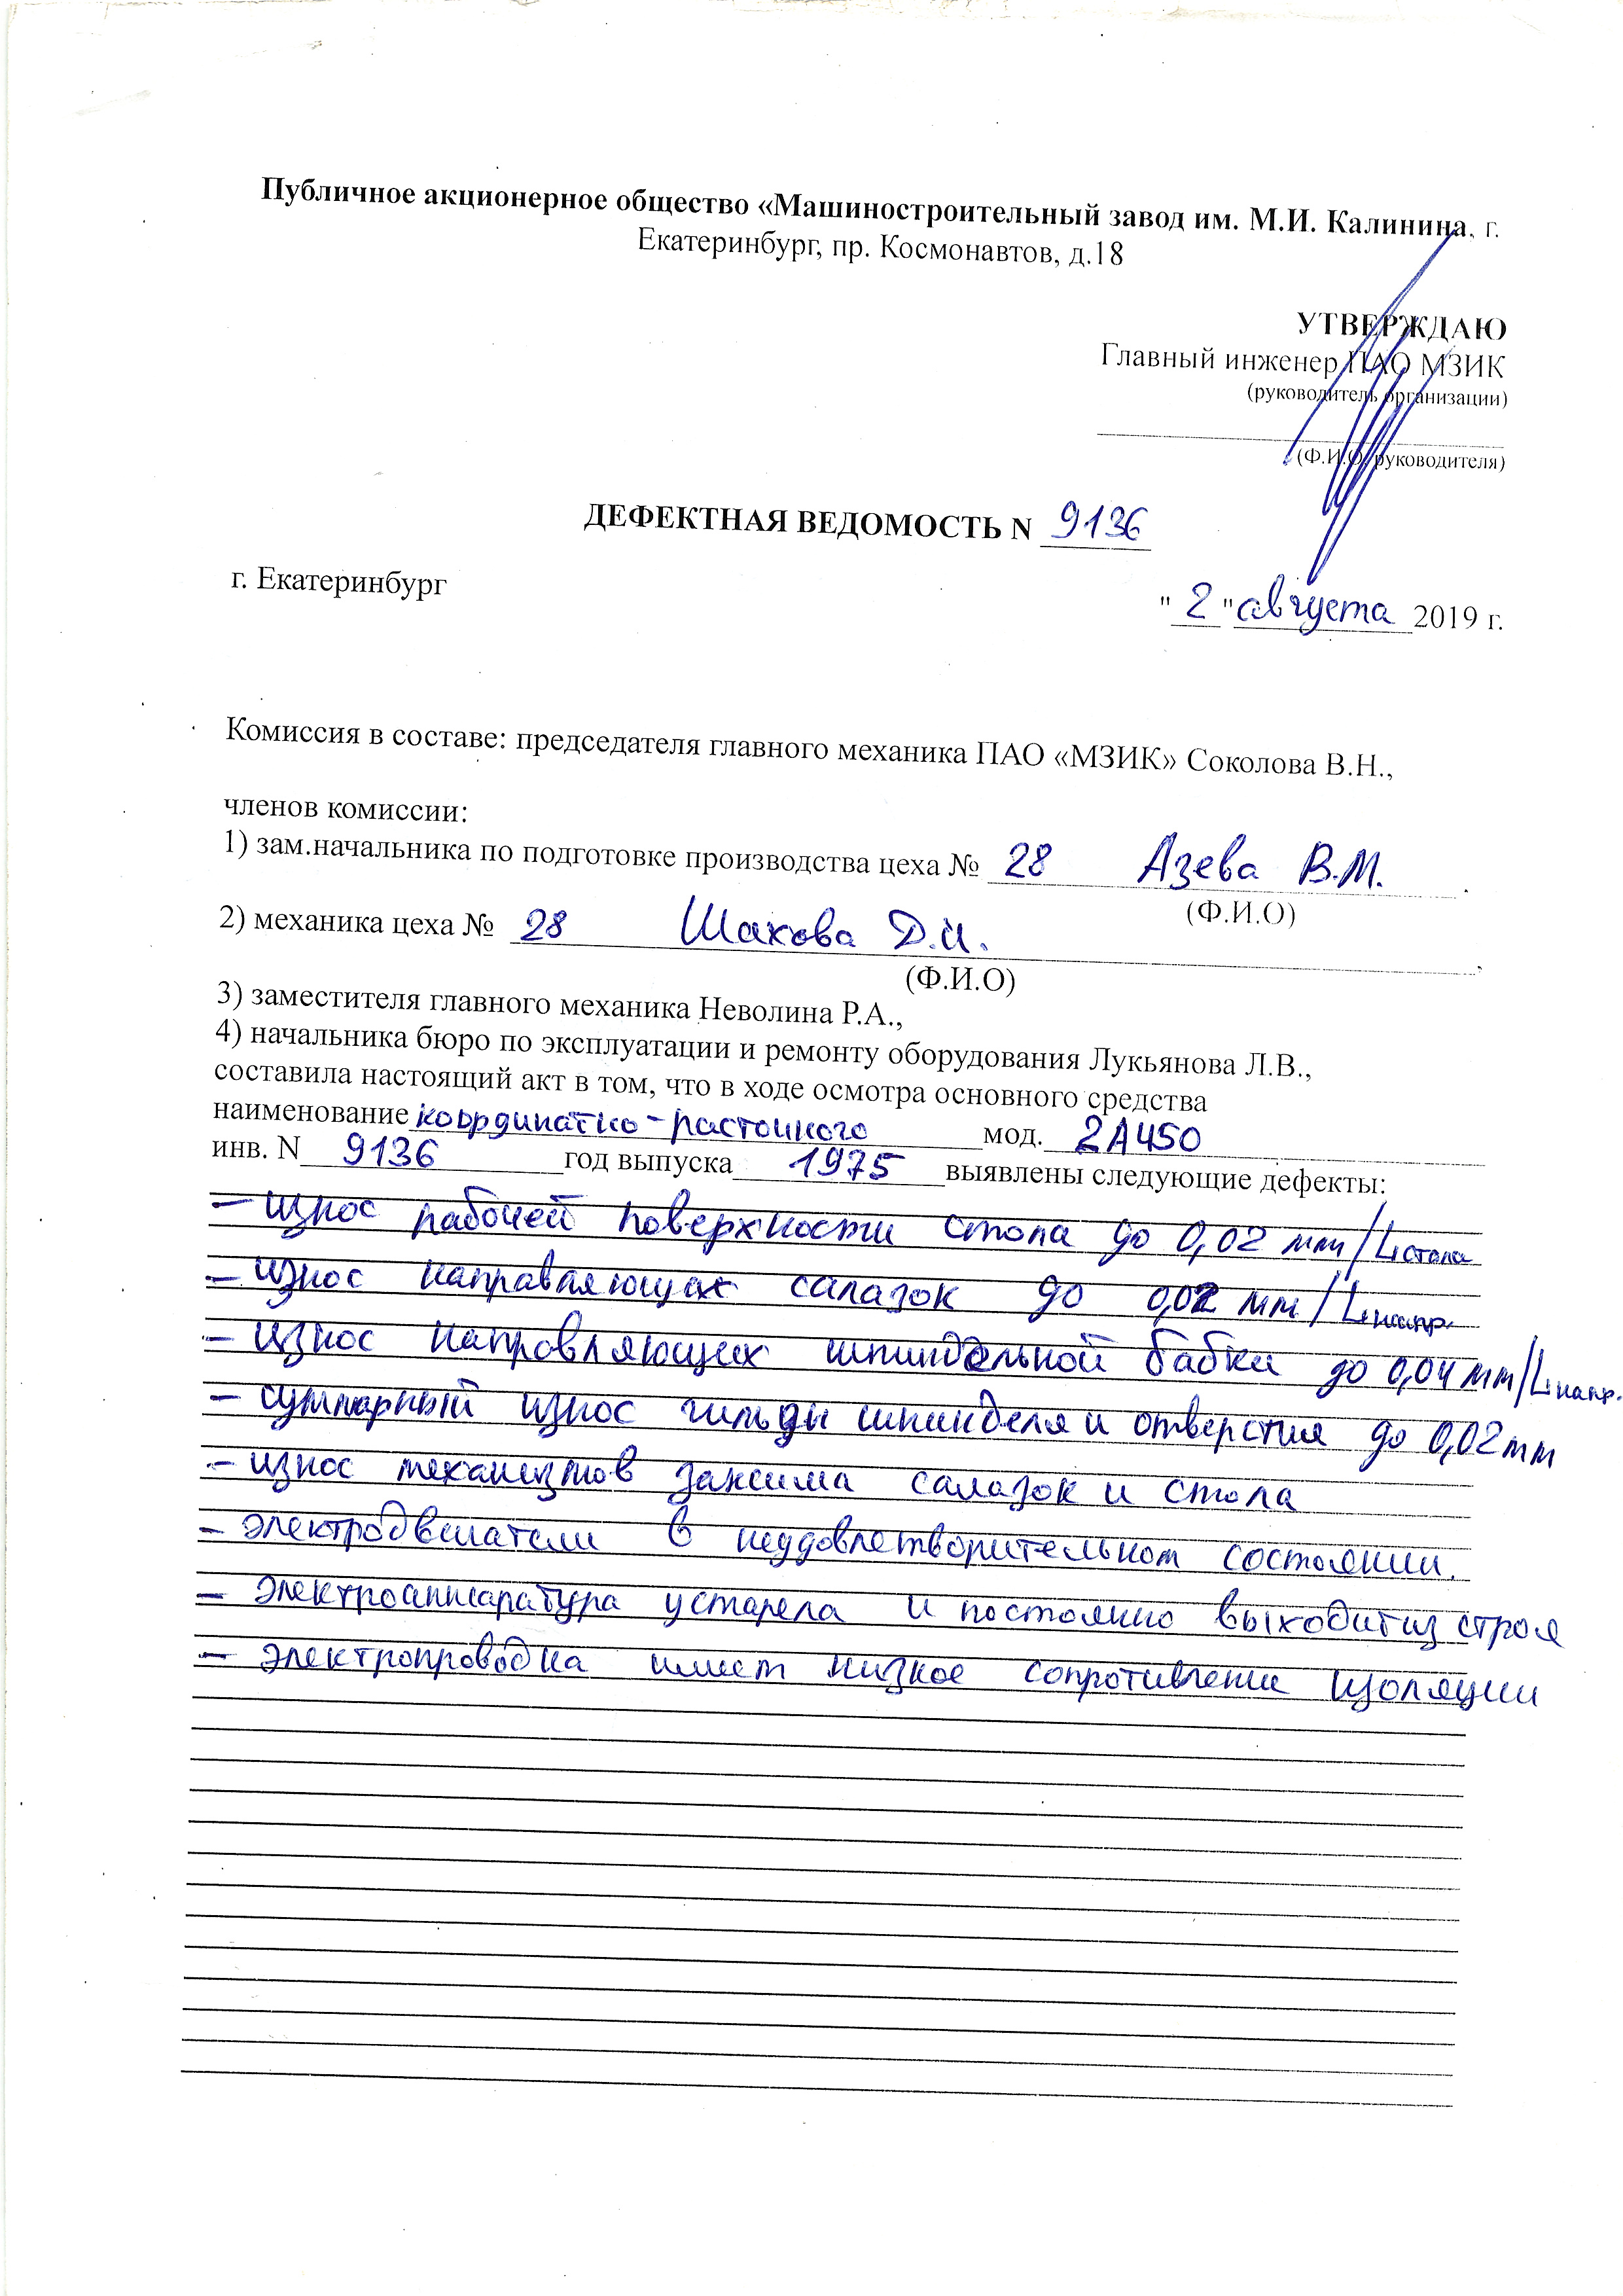 Публичное акционерное общество «Машиностроительный завод им. М.И. Калинина, г.
Екатеринбург, пр. Космонавтов, д.18
УТВЕРЖДАЮ
Главный инженер ПАО МЗИК
(руководитель организации)
(Ф.И.О. руководителя)
ДЕФЕКТНАЯ ВЕДОМОСТЬ N 9136
г. Екатеринбург
"2" августа 2019 г.
Комиссия в составе: председателя главного механика ПАО «МЗИК» Соколова В.Н.,
членов комиссии:
1) зам.начальника по подготовке производства цеха № 28 Азева В.М.
(Ф.И.О)
2) механика цеха № 28 Шахова Д.И.
(Ф.И.О)
3) заместителя главного механика Неволина Р.А.,
4) начальника бюро по эксплуатации и ремонту оборудования Лукьянова Л.В.,
составила настоящий акт в том, что в ходе осмотра основного средства
наименование координатно-расточного мод. 2А450
инв. N 9136 год выпуска 1975 выявлены следующие дефекты:
– износ рабочей поверхности стола до 0,02 мм/L стола
– износ направляющих салазок до 0,02 мм/L напр.
– износ направляющих шпиндельной бабки до 0,04 мм/L напр.
– суммарный износ гильзы шпинделя и отверстия до 0,02 мм
– износ механизмов зажима салазок и стола
– электродвигатели в неудовлетворительном состоянии.
– электроаппаратура устарела и постоянно выходит из строя
– электропроводка имеет низкое сопротивление изоляции